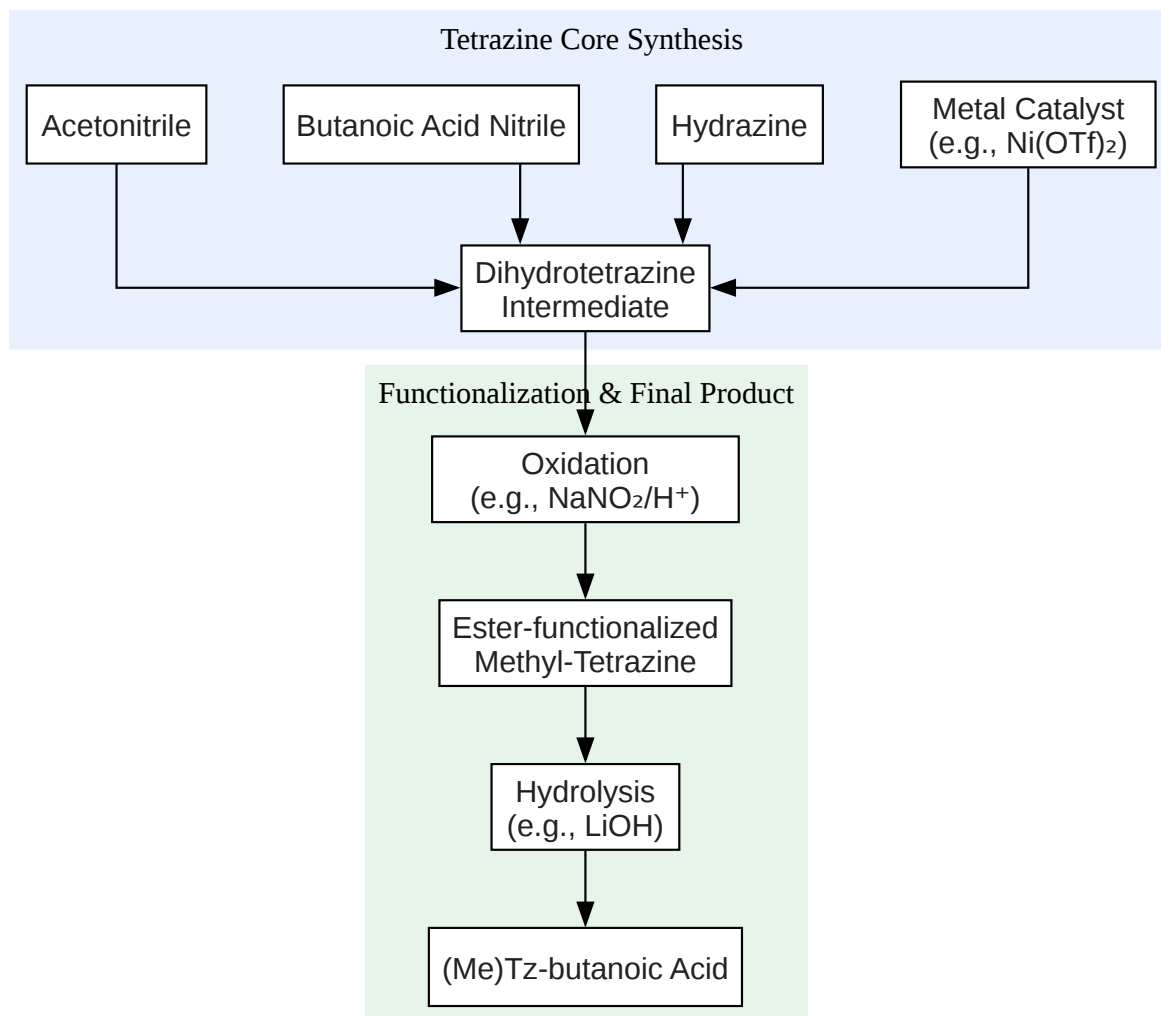 Tetrazine Core Synthesis
Acetonitrile
Butanoic Acid Nitrile
Hydrazine
Metal Catalyst
(e.g., Ni(OTf)₂)
Dihydrotetrazine
Intermediate
Functionalization & Final Product
Oxidation
(e.g., NaNO₂/H⁺)
Ester-functionalized
Methyl-Tetrazine
Hydrolysis
(e.g., LiOH)
(Me)Tz-butanoic Acid